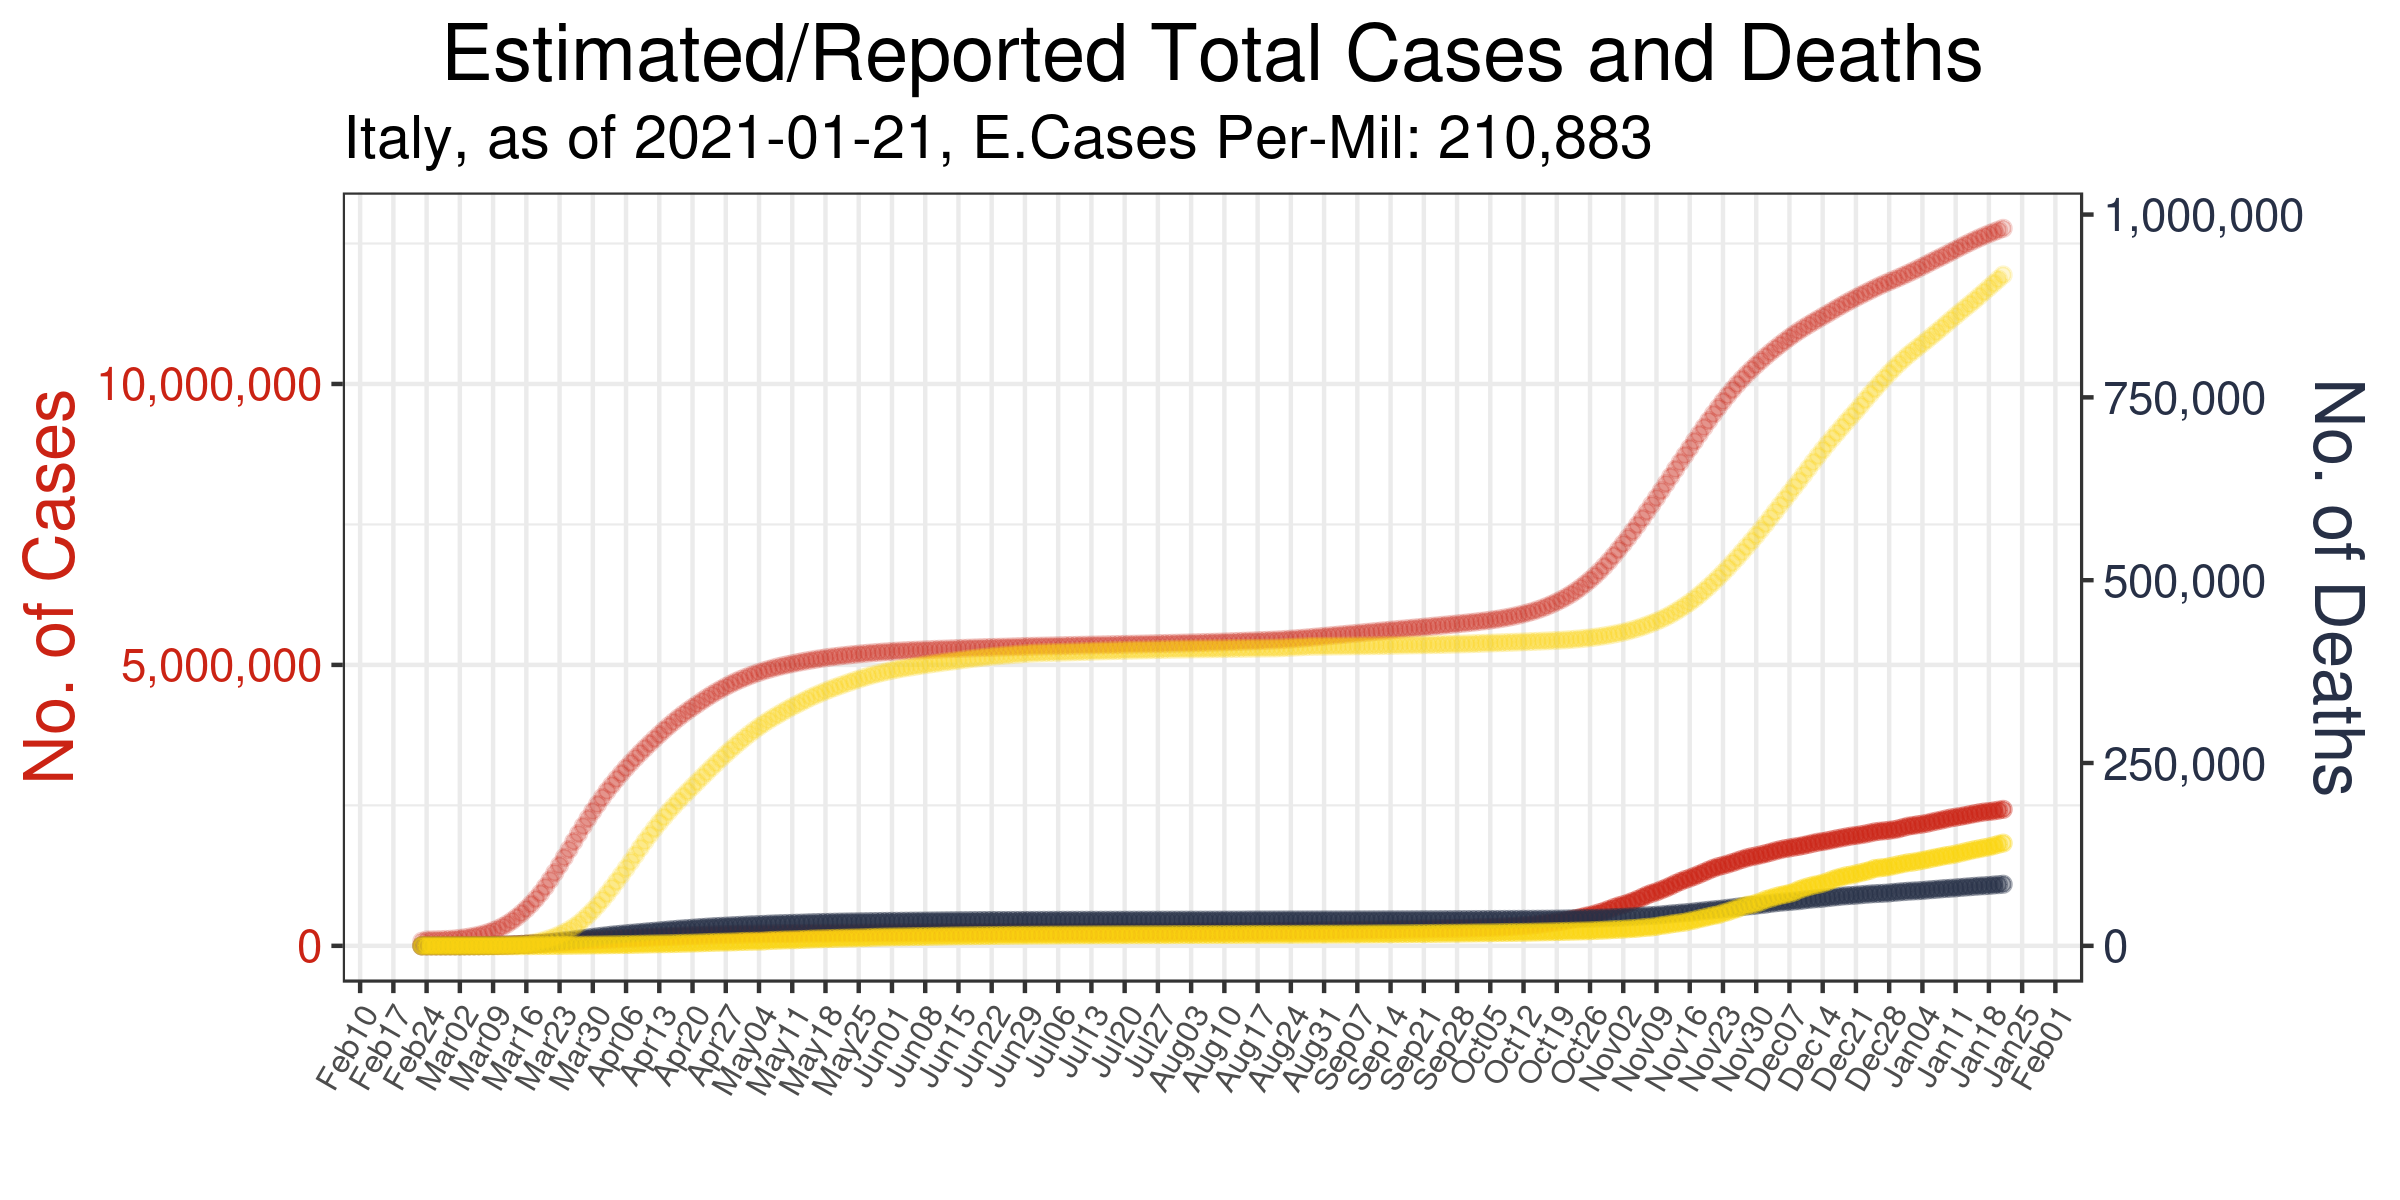 Estimated/Reported Total Cases and Deaths
Italy, as of 2021-01-21, E.Cases Per-Mil: 210,883
No. of Cases
10,000,000
5,000,000
0
1,000,000
750,000
500,000
250,000
0
No. of Deaths
Feb10
Feb17
Feb24
Mar02
Mar09
Mar16
Mar23
Mar30
Apr06
Apr13
Apr20
Apr27
May04
May11
May18
May25
Jun01
Jun08
Jun15
Jun22
Jun29
Jul06
Jul13
Jul20
Jul27
Aug03
Aug10
Aug17
Aug24
Aug31
Sep07
Sep14
Sep21
Sep28
Oct05
Oct12
Oct19
Oct26
Nov02
Nov09
Nov16
Nov23
Nov30
Dec07
Dec14
Dec21
Dec28
Jan04
Jan11
Jan18
Jan25
Feb01